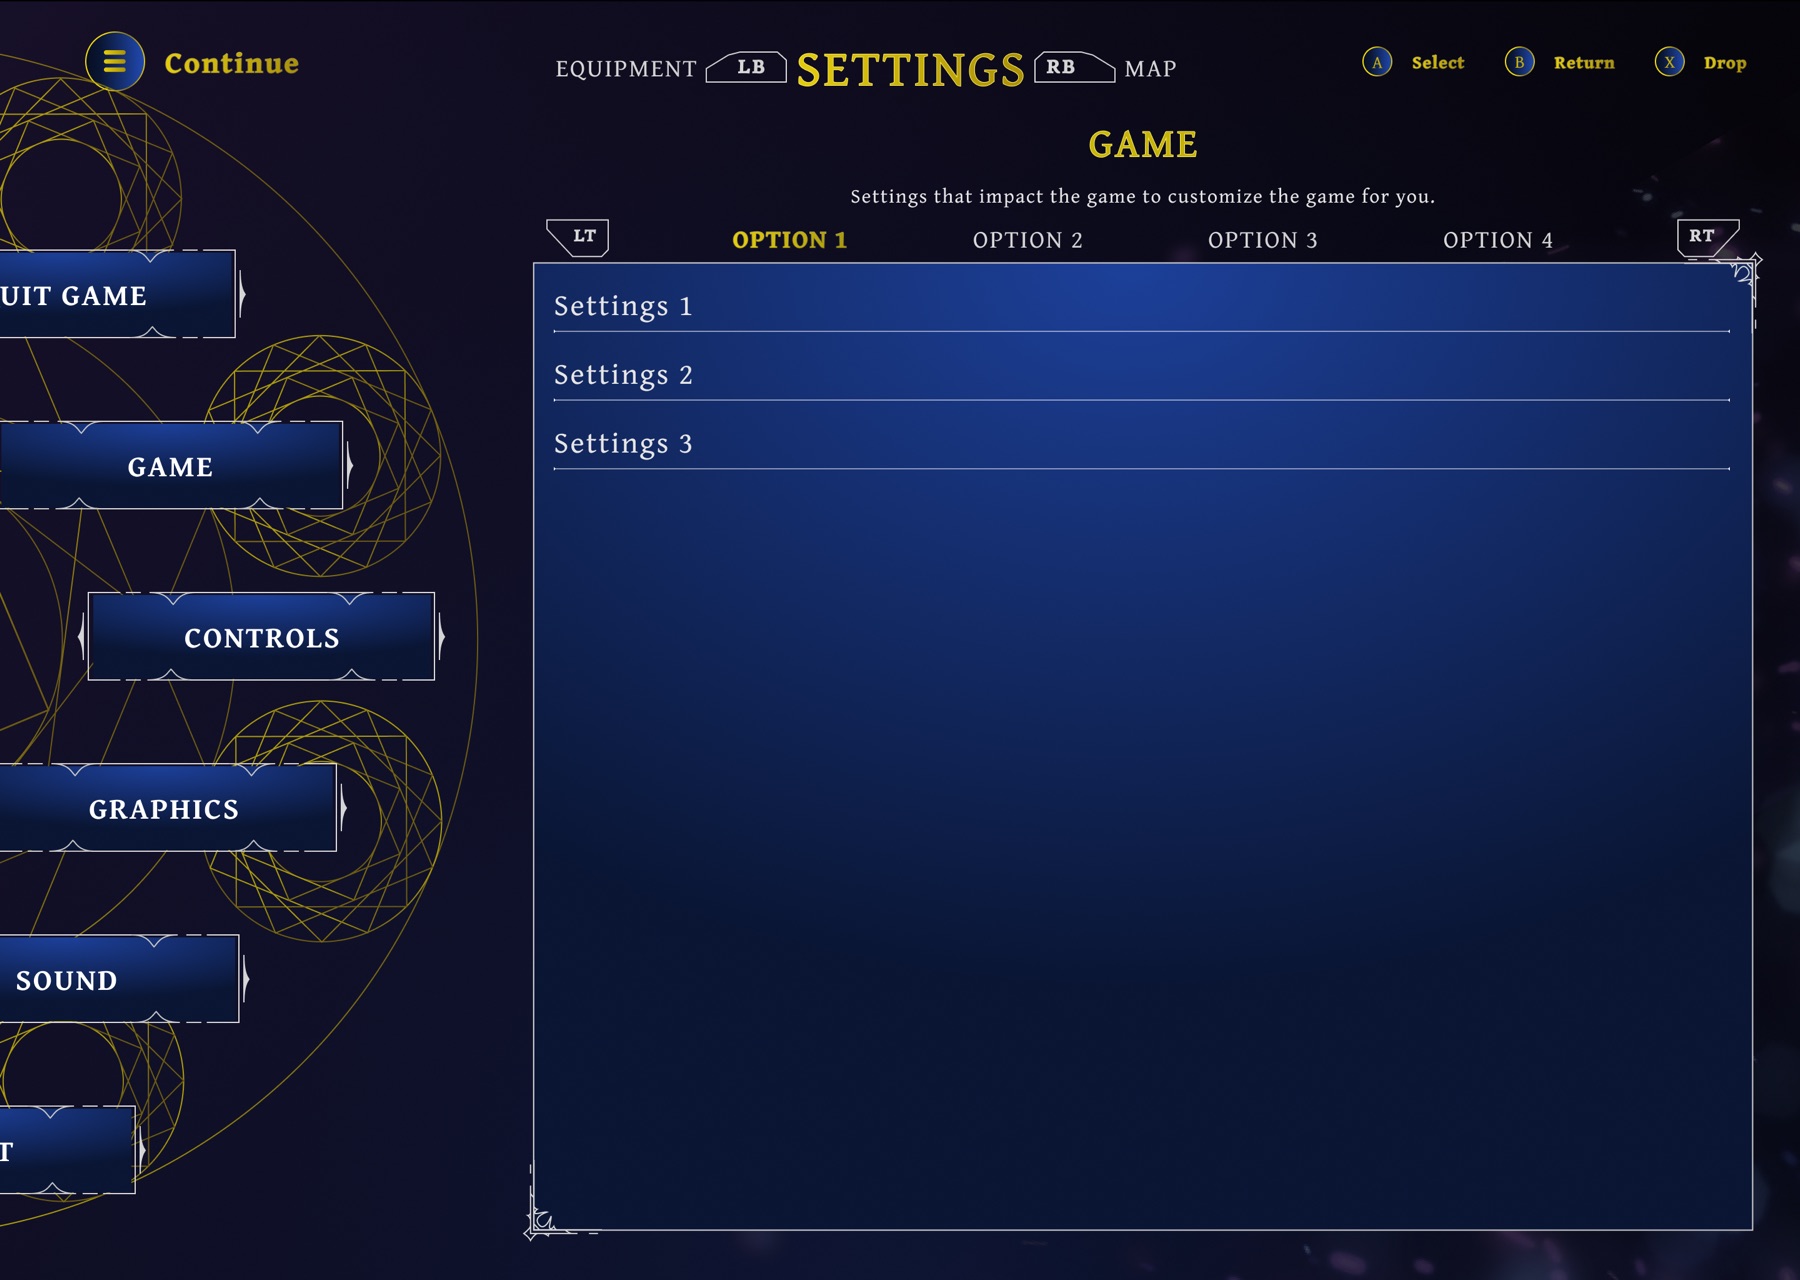 Continue
EQUIPMENT LB SETTINGS RB MAP
A Select B Return X Drop
GAME
Settings that impact the game to customize the game for you.
LT OPTION 1 OPTION 2 OPTION 3 OPTION 4 RT
UIT GAME
GAME
CONTROLS
GRAPHICS
SOUND
T
Settings 1
Settings 2
Settings 3